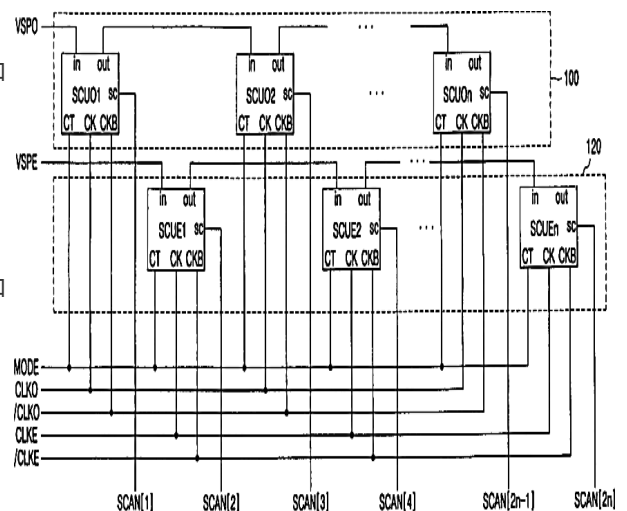 VSPO
in out in out ... in out
SCUO1 sc SCUO2 sc ... SCUOn sc
CT CK CKB CT CK CKB CT CK CKB
100
VSPE
120
in out in out ... in out
SCUE1 sc SCUE2 sc ... SCUEn sc
CT CK CKB CT CK CKB CT CK CKB
MODE
CLKO
/CLKO
CLKE
/CLKE
SCAN[1] SCAN[2] SCAN[3] SCAN[4] SCAN[2n-1] SCAN[2n]